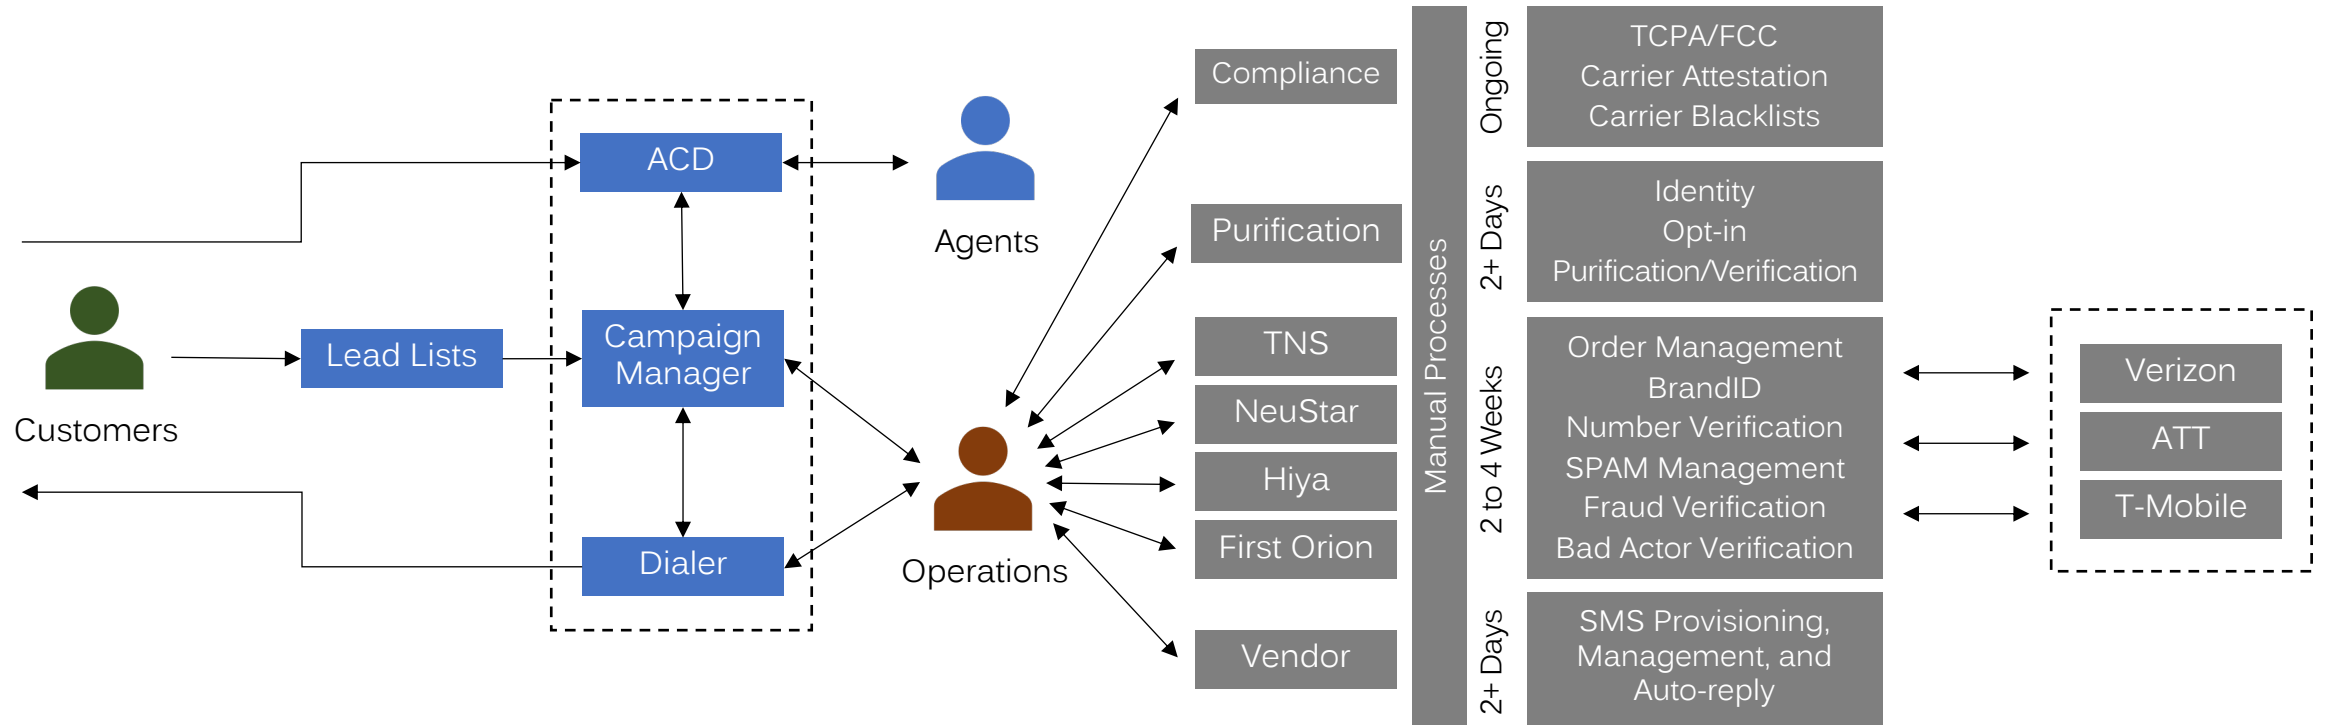 Customers
Lead Lists
ACD
Campaign
Manager
Dialer
Agents
Operations
Compliance
Purification
TNS
NeuStar
Hiya
First Orion
Vendor
Manual Processes
Ongoing
TCPA/FCC
Carrier Attestation
Carrier Blacklists
2+ Days
Identity
Opt-in
Purification/Verification
2 to 4 Weeks
Order Management
BrandID
Number Verification
SPAM Management
Fraud Verification
Bad Actor Verification
2+ Days
SMS Provisioning,
Management, and
Auto-reply
Verizon
ATT
T-Mobile